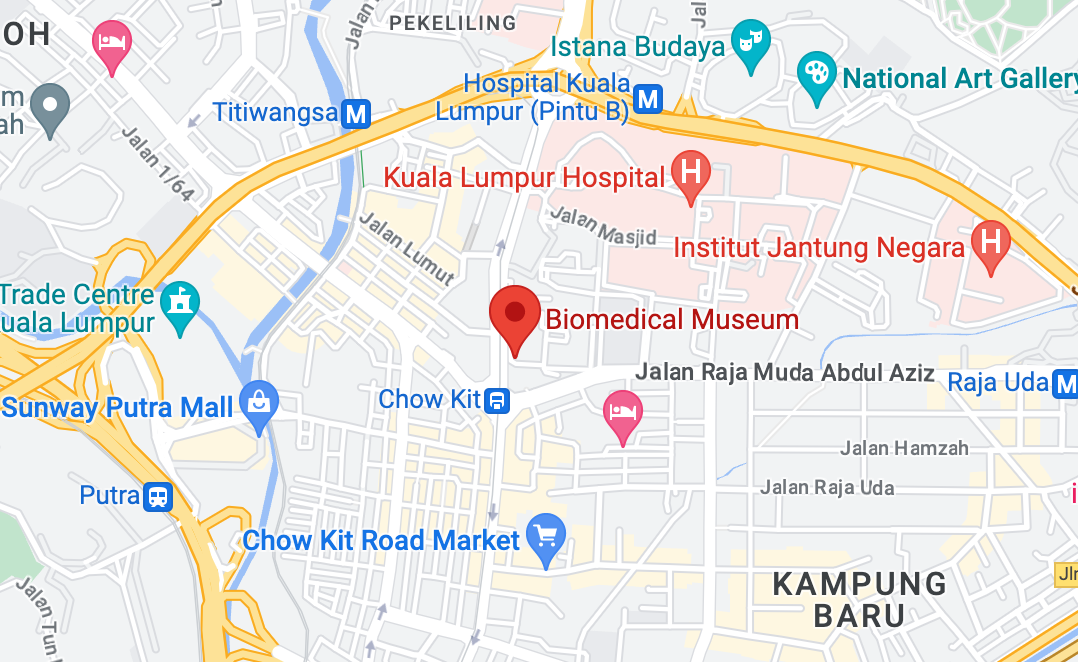 OH
Jalan
PEKELILING
Jal
Istana Budaya
National Art Gallery
Hospital Kuala
Lumpur (Pintu B)
M
m
ah
Titiwangsa
M
Jalan 1/64
Kuala Lumpur Hospital
H
Jalan Masjid
Jalan Lumut
Institut Jantung Negara
H
Trade Centre
uala Lumpur
Biomedical Museum
Jalan Raja Muda Abdul Aziz
Raja Uda
M
Chow Kit
Sunway Putra Mall
Jalan Hamzah
Jalan Raja Uda
Putra
Chow Kit Road Market
KAMPUNG
BARU
Jln
Jalan Tun